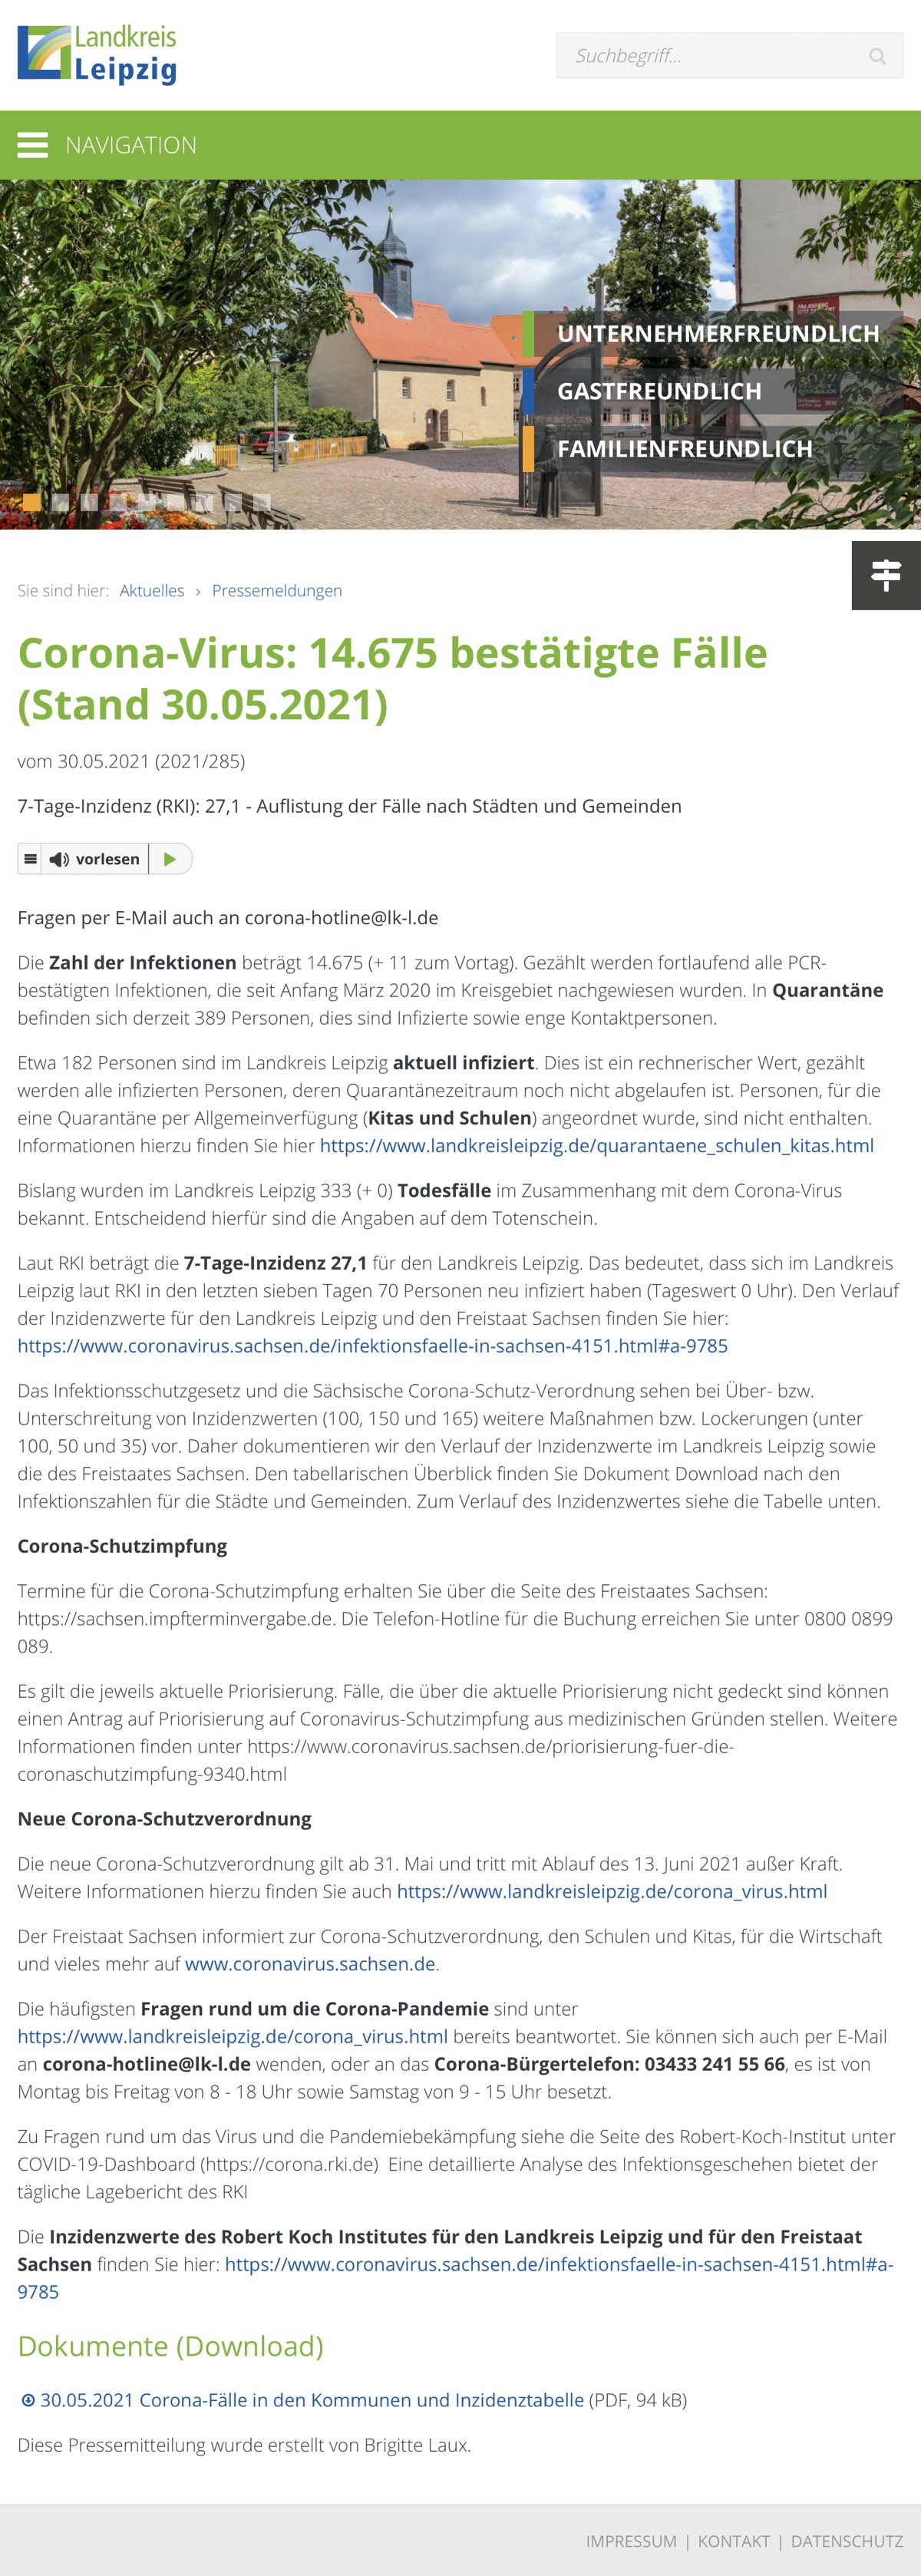 Landkreis
Leipzig
Suchbegriff...
NAVIGATION
UNTERNEHMERFREUNDLICH
GASTFREUNDLICH
FAMILIENFREUNDLICH
Sie sind hier: Aktuelles › Pressemeldungen
Corona-Virus: 14.675 bestätigte Fälle
(Stand 30.05.2021)
vom 30.05.2021 (2021/285)
7-Tage-Inzidenz (RKI): 27,1 - Auflistung der Fälle nach Städten und Gemeinden
vorlesen
Fragen per E-Mail auch an corona-hotline@lk-l.de
Die Zahl der Infektionen beträgt 14.675 (+ 11 zum Vortag). Gezählt werden fortlaufend alle PCR-
bestätigten Infektionen, die seit Anfang März 2020 im Kreisgebiet nachgewiesen wurden. In Quarantäne
befinden sich derzeit 389 Personen, dies sind Infizierte sowie enge Kontaktpersonen.
Etwa 182 Personen sind im Landkreis Leipzig aktuell infiziert. Dies ist ein rechnerischer Wert, gezählt
werden alle infizierten Personen, deren Quarantänezeitraum noch nicht abgelaufen ist. Personen, für die
eine Quarantäne per Allgemeinverfügung (Kitas und Schulen) angeordnet wurde, sind nicht enthalten.
Informationen hierzu finden Sie hier https://www.landkreisleipzig.de/quarantaene_schulen_kitas.html
Bislang wurden im Landkreis Leipzig 333 (+ 0) Todesfälle im Zusammenhang mit dem Corona-Virus
bekannt. Entscheidend hierfür sind die Angaben auf dem Totenschein.
Laut RKI beträgt die 7-Tage-Inzidenz 27,1 für den Landkreis Leipzig. Das bedeutet, dass sich im Landkreis
Leipzig laut RKI in den letzten sieben Tagen 70 Personen neu infiziert haben (Tageswert 0 Uhr). Den Verlauf
der Inzidenzwerte für den Landkreis Leipzig und den Freistaat Sachsen finden Sie hier:
https://www.coronavirus.sachsen.de/infektionsfaelle-in-sachsen-4151.html#a-9785
Das Infektionsschutzgesetz und die Sächsische Corona-Schutz-Verordnung sehen bei Über- bzw.
Unterschreitung von Inzidenzwerten (100, 150 und 165) weitere Maßnahmen bzw. Lockerungen (unter
100, 50 und 35) vor. Daher dokumentieren wir den Verlauf der Inzidenzwerte im Landkreis Leipzig sowie
die des Freistaates Sachsen. Den tabellarischen Überblick finden Sie Dokument Download nach den
Infektionszahlen für die Städte und Gemeinden. Zum Verlauf des Inzidenzwertes siehe die Tabelle unten.
Corona-Schutzimpfung
Termine für die Corona-Schutzimpfung erhalten Sie über die Seite des Freistaates Sachsen:
https://sachsen.impfterminvergabe.de. Die Telefon-Hotline für die Buchung erreichen Sie unter 0800 0899
089.
Es gilt die jeweils aktuelle Priorisierung. Fälle, die über die aktuelle Priorisierung nicht gedeckt sind können
einen Antrag auf Priorisierung auf Coronavirus-Schutzimpfung aus medizinischen Gründen stellen. Weitere
Informationen finden unter https://www.coronavirus.sachsen.de/priorisierung-fuer-die-
coronaschutzimpfung-9340.html
Neue Corona-Schutzverordnung
Die neue Corona-Schutzverordnung gilt ab 31. Mai und tritt mit Ablauf des 13. Juni 2021 außer Kraft.
Weitere Informationen hierzu finden Sie auch https://www.landkreisleipzig.de/corona_virus.html
Der Freistaat Sachsen informiert zur Corona-Schutzverordnung, den Schulen und Kitas, für die Wirtschaft
und vieles mehr auf www.coronavirus.sachsen.de.
Die häufigsten Fragen rund um die Corona-Pandemie sind unter
https://www.landkreisleipzig.de/corona_virus.html bereits beantwortet. Sie können sich auch per E-Mail
an corona-hotline@lk-l.de wenden, oder an das Corona-Bürgertelefon: 03433 241 55 66, es ist von
Montag bis Freitag von 8 - 18 Uhr sowie Samstag von 9 - 15 Uhr besetzt.
Zu Fragen rund um das Virus und die Pandemiebekämpfung siehe die Seite des Robert-Koch-Institut unter
COVID-19-Dashboard (https://corona.rki.de) Eine detaillierte Analyse des Infektionsgeschehen bietet der
tägliche Lagebericht des RKI
Die Inzidenzwerte des Robert Koch Institutes für den Landkreis Leipzig und für den Freistaat
Sachsen finden Sie hier: https://www.coronavirus.sachsen.de/infektionsfaelle-in-sachsen-4151.html#a-
9785
Dokumente (Download)
30.05.2021 Corona-Fälle in den Kommunen und Inzidenztabelle (PDF, 94 kB)
Diese Pressemitteilung wurde erstellt von Brigitte Laux.
IMPRESSUM | KONTAKT | DATENSCHUTZ